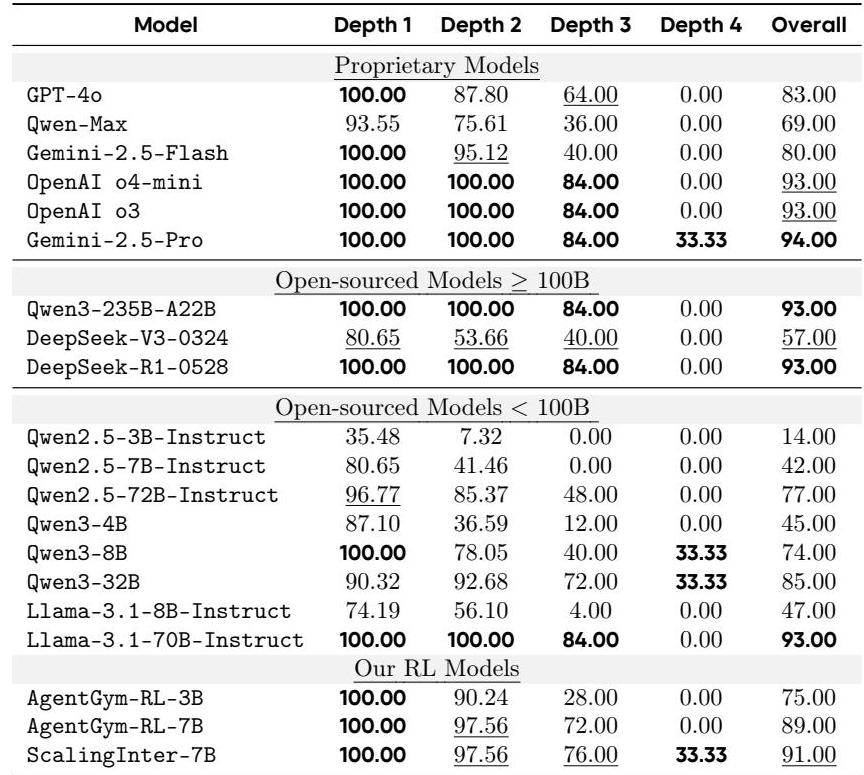 Model Depth 1 Depth 2 Depth 3 Depth 4 Overall
Proprietary Models
GPT-4o 100.00 87.80 64.00 0.00 83.00
Qwen-Max 93.55 75.61 36.00 0.00 69.00
Gemini-2.5-Flash 100.00 95.12 40.00 0.00 80.00
OpenAI o4-mini 100.00 100.00 84.00 0.00 93.00
OpenAI o3 100.00 100.00 84.00 0.00 93.00
Gemini-2.5-Pro 100.00 100.00 84.00 33.33 94.00
Open-sourced Models ≥ 100B
Qwen3-235B-A22B 100.00 100.00 84.00 0.00 93.00
DeepSeek-V3-0324 80.65 53.66 40.00 0.00 57.00
DeepSeek-R1-0528 100.00 100.00 84.00 0.00 93.00
Open-sourced Models < 100B
Qwen2.5-3B-Instruct 35.48 7.32 0.00 0.00 14.00
Qwen2.5-7B-Instruct 80.65 41.46 0.00 0.00 42.00
Qwen2.5-72B-Instruct 96.77 85.37 48.00 0.00 77.00
Qwen3-4B 87.10 36.59 12.00 0.00 45.00
Qwen3-8B 100.00 78.05 40.00 33.33 74.00
Qwen3-32B 90.32 92.68 72.00 33.33 85.00
Llama-3.1-8B-Instruct 74.19 56.10 4.00 0.00 47.00
Llama-3.1-70B-Instruct 100.00 100.00 84.00 0.00 93.00
Our RL Models
AgentGym-RL-3B 100.00 90.24 28.00 0.00 75.00
AgentGym-RL-7B 100.00 97.56 72.00 0.00 89.00
ScalingInter-7B 100.00 97.56 76.00 33.33 91.00